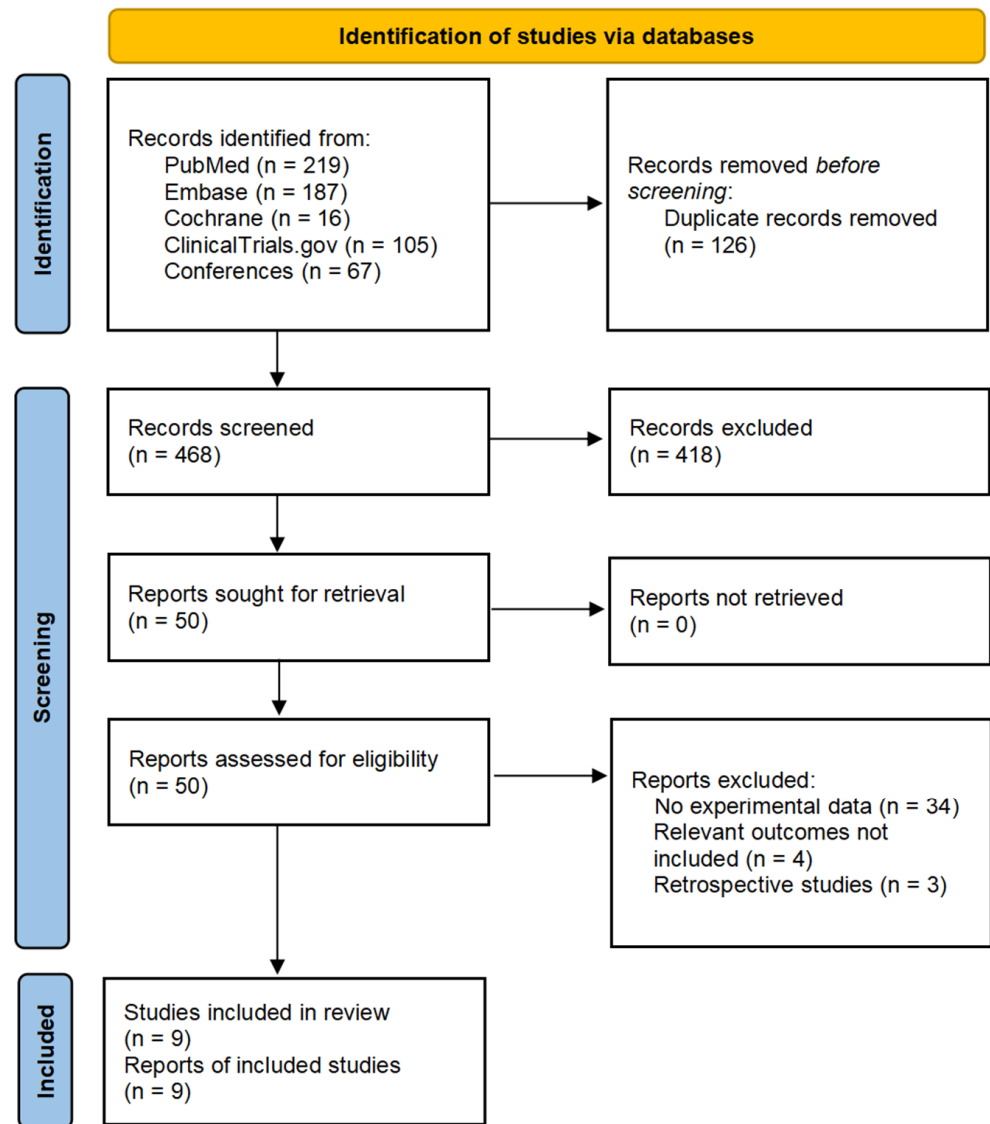 Identification of studies via databases
Identification
Records identified from:
PubMed (n = 219)
Embase (n = 187)
Cochrane (n = 16)
ClinicalTrials.gov (n = 105)
Conferences (n = 67)
Records removed before
screening:
Duplicate records removed
(n = 126)
Screening
Records screened
(n = 468)
Records excluded
(n = 418)
Reports sought for retrieval
(n = 50)
Reports not retrieved
(n = 0)
Reports assessed for eligibility
(n = 50)
Reports excluded:
No experimental data (n = 34)
Relevant outcomes not
included (n = 4)
Retrospective studies (n = 3)
Included
Studies included in review
(n = 9)
Reports of included studies
(n = 9)